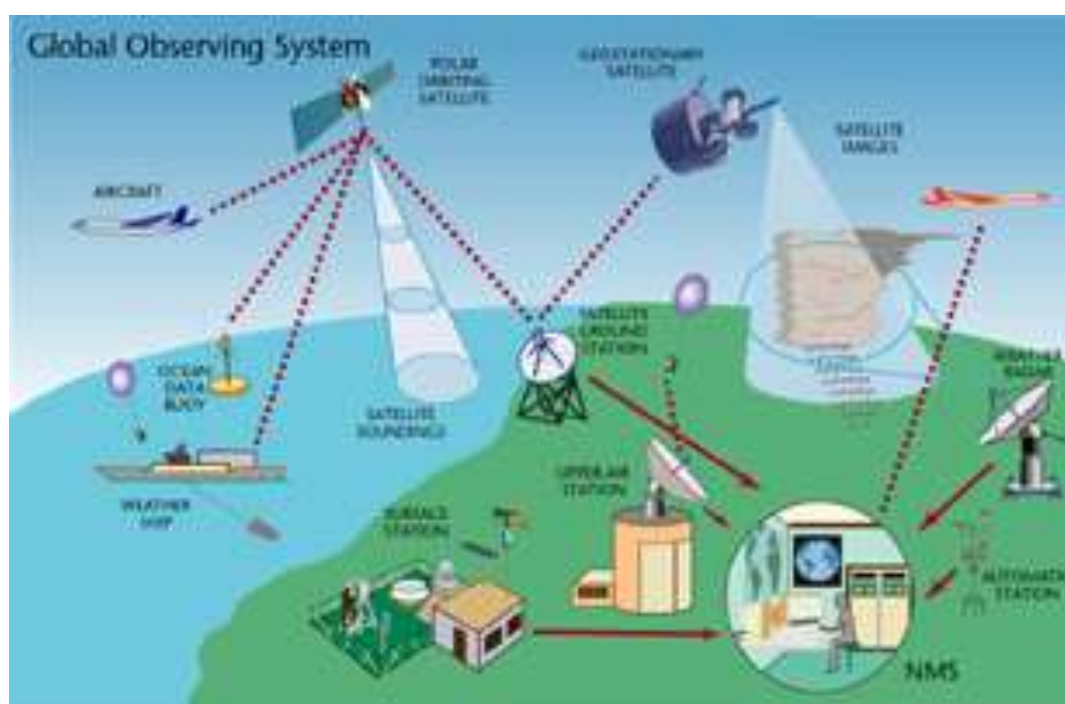 Global Observing System
POLAR
ORBITING
SATELLITE
GEOSTATIONARY
SATELLITE
SATELLITE
IMAGES
AIRCRAFT
SATELLITE
GROUND
STATION
OCEAN
DATA
BUOY
WEATHER
RADAR
SATELLITE
SOUNDINGS
UPPER AIR
STATION
WEATHER
SHIP
SURFACE
STATION
STATION
NMS